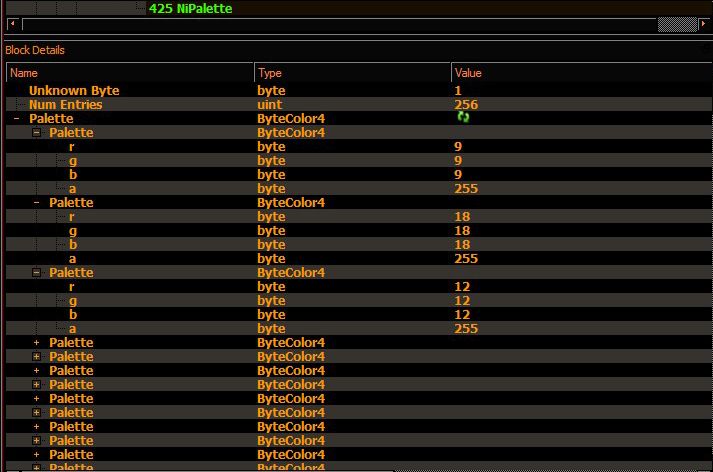 425 NiPalette
Block Details
Name Type Value
Unknown Byte byte 1
Num Entries uint 256
Palette ByteColor4
Palette ByteColor4
r byte 9
g byte 9
b byte 9
a byte 255
Palette ByteColor4
r byte 18
g byte 18
b byte 18
a byte 255
Palette ByteColor4
r byte 12
g byte 12
b byte 12
a byte 255
Palette ByteColor4
Palette ByteColor4
Palette ByteColor4
Palette ByteColor4
Palette ByteColor4
Palette ByteColor4
Palette ByteColor4
Palette ByteColor4
Palette ByteColor4
Palette ByteColor4